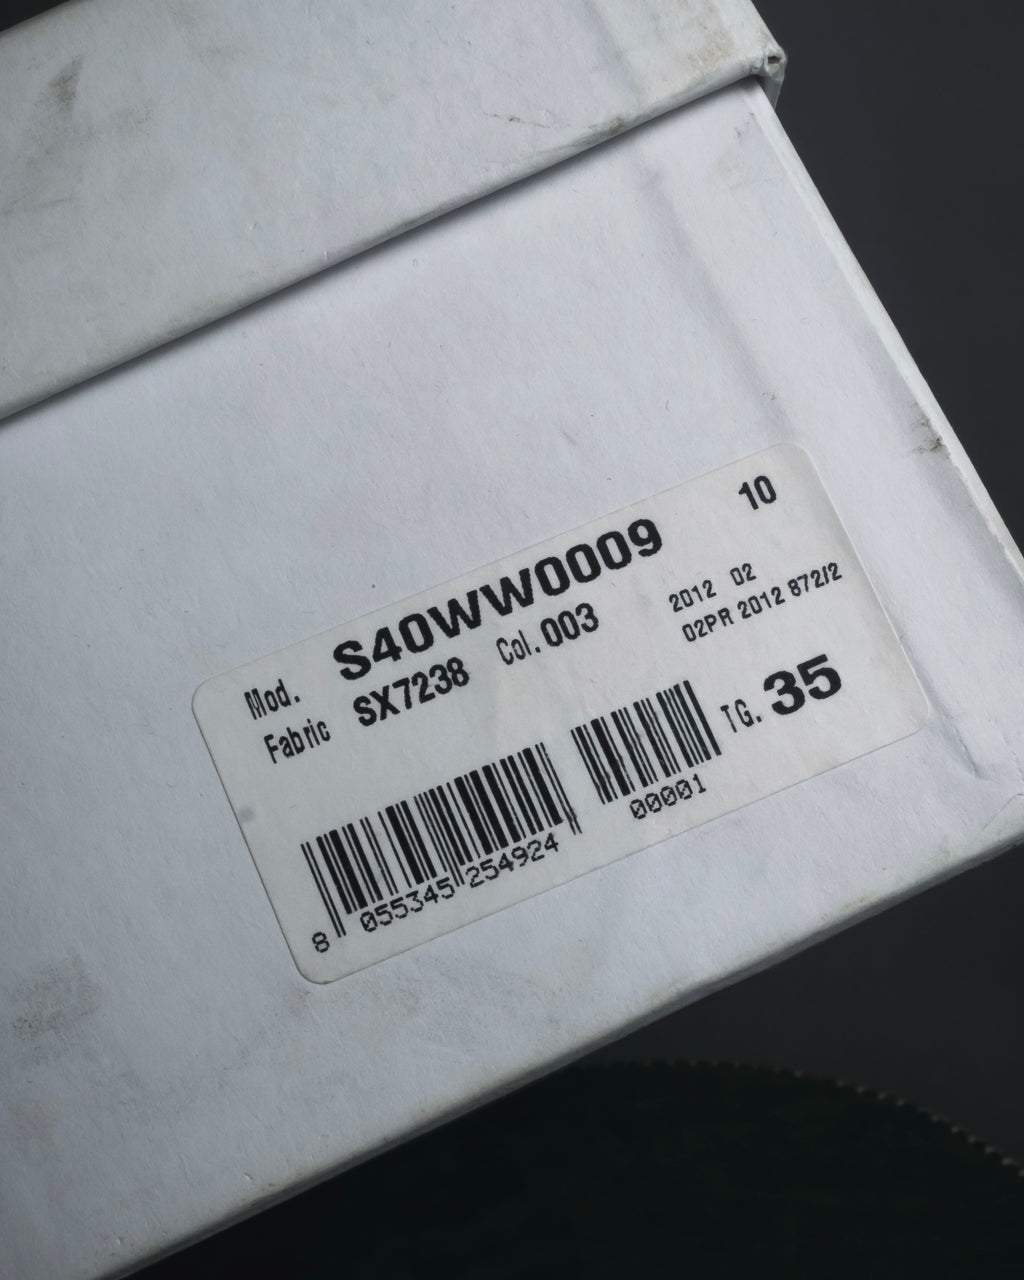 10
Mod. S40WW0009
Fabric SX7238 Col. 003
2012 02
02PR 2012 872/2
TG. 35
8 055345 254924
00001